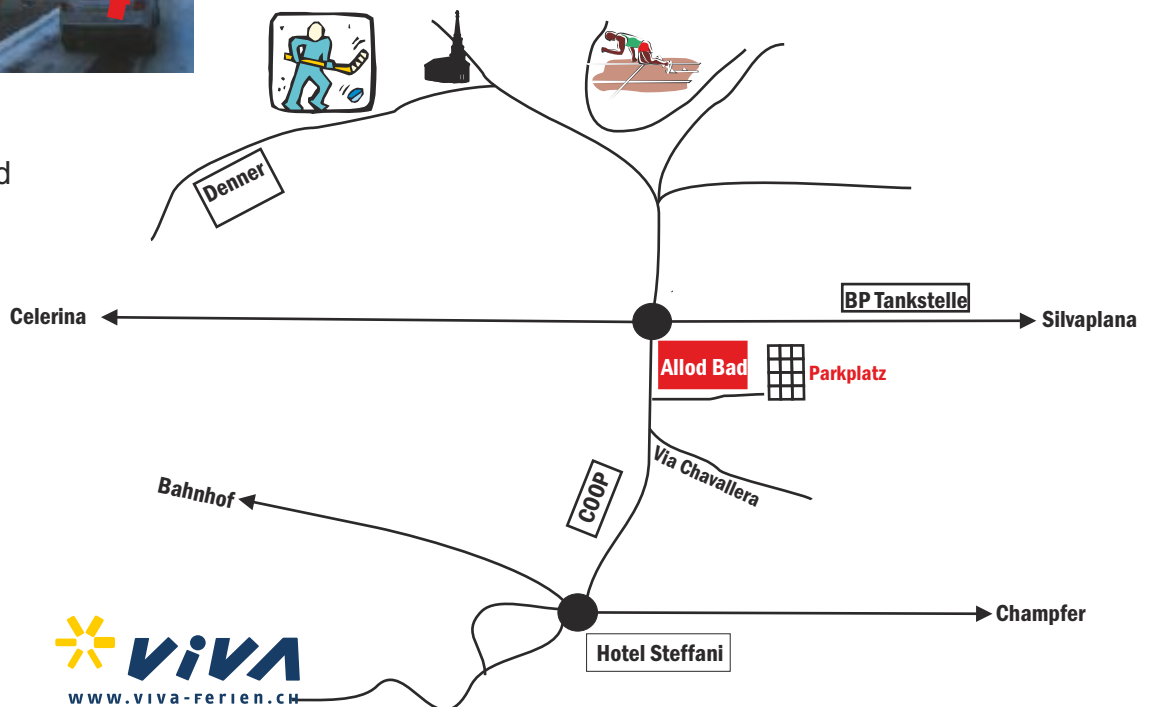 d
Denner
BP Tankstelle
Celerina
Silvaplana
Allod Bad
Parkplatz
Via Chavallera
COOP
Bahnhof
Champfer
Hotel Steffani
ViVA
www.viva-ferien.ch